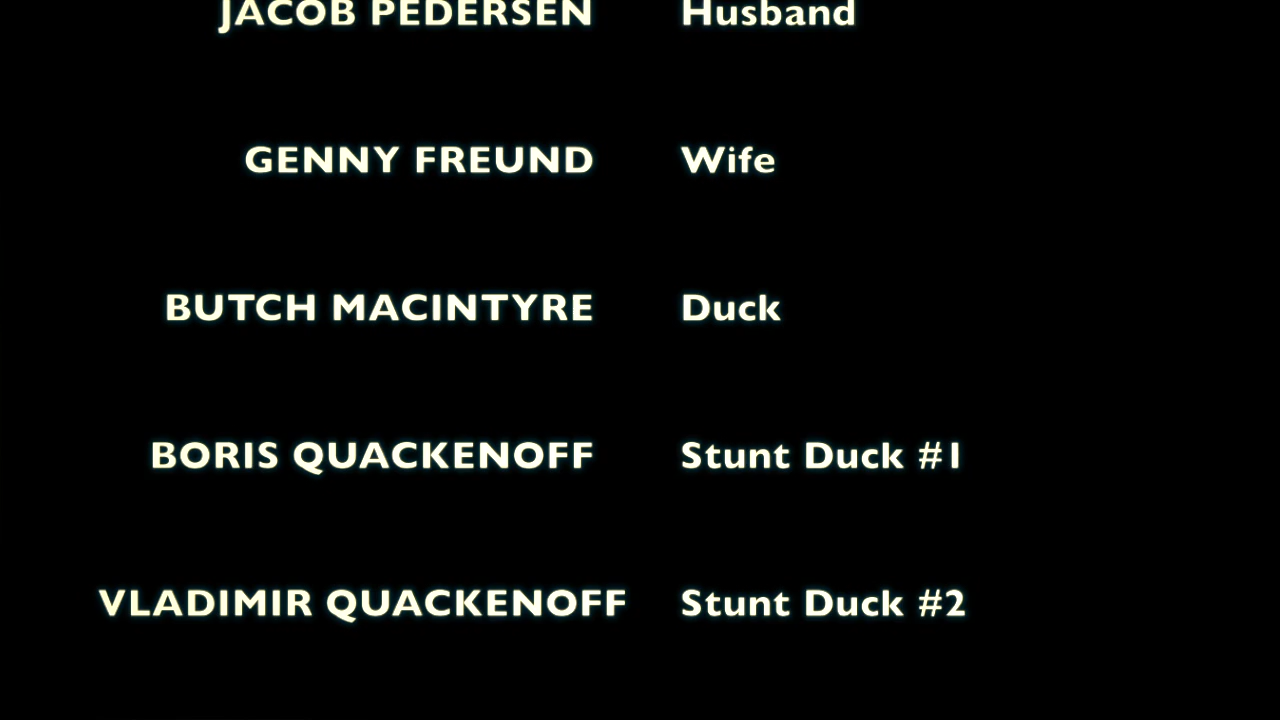 JACOB PEDERSEN Husband
GENNY FREUND Wife
BUTCH MACINTYRE Duck
BORIS QUACKENOFF Stunt Duck #1
VLADIMIR QUACKENOFF Stunt Duck #2